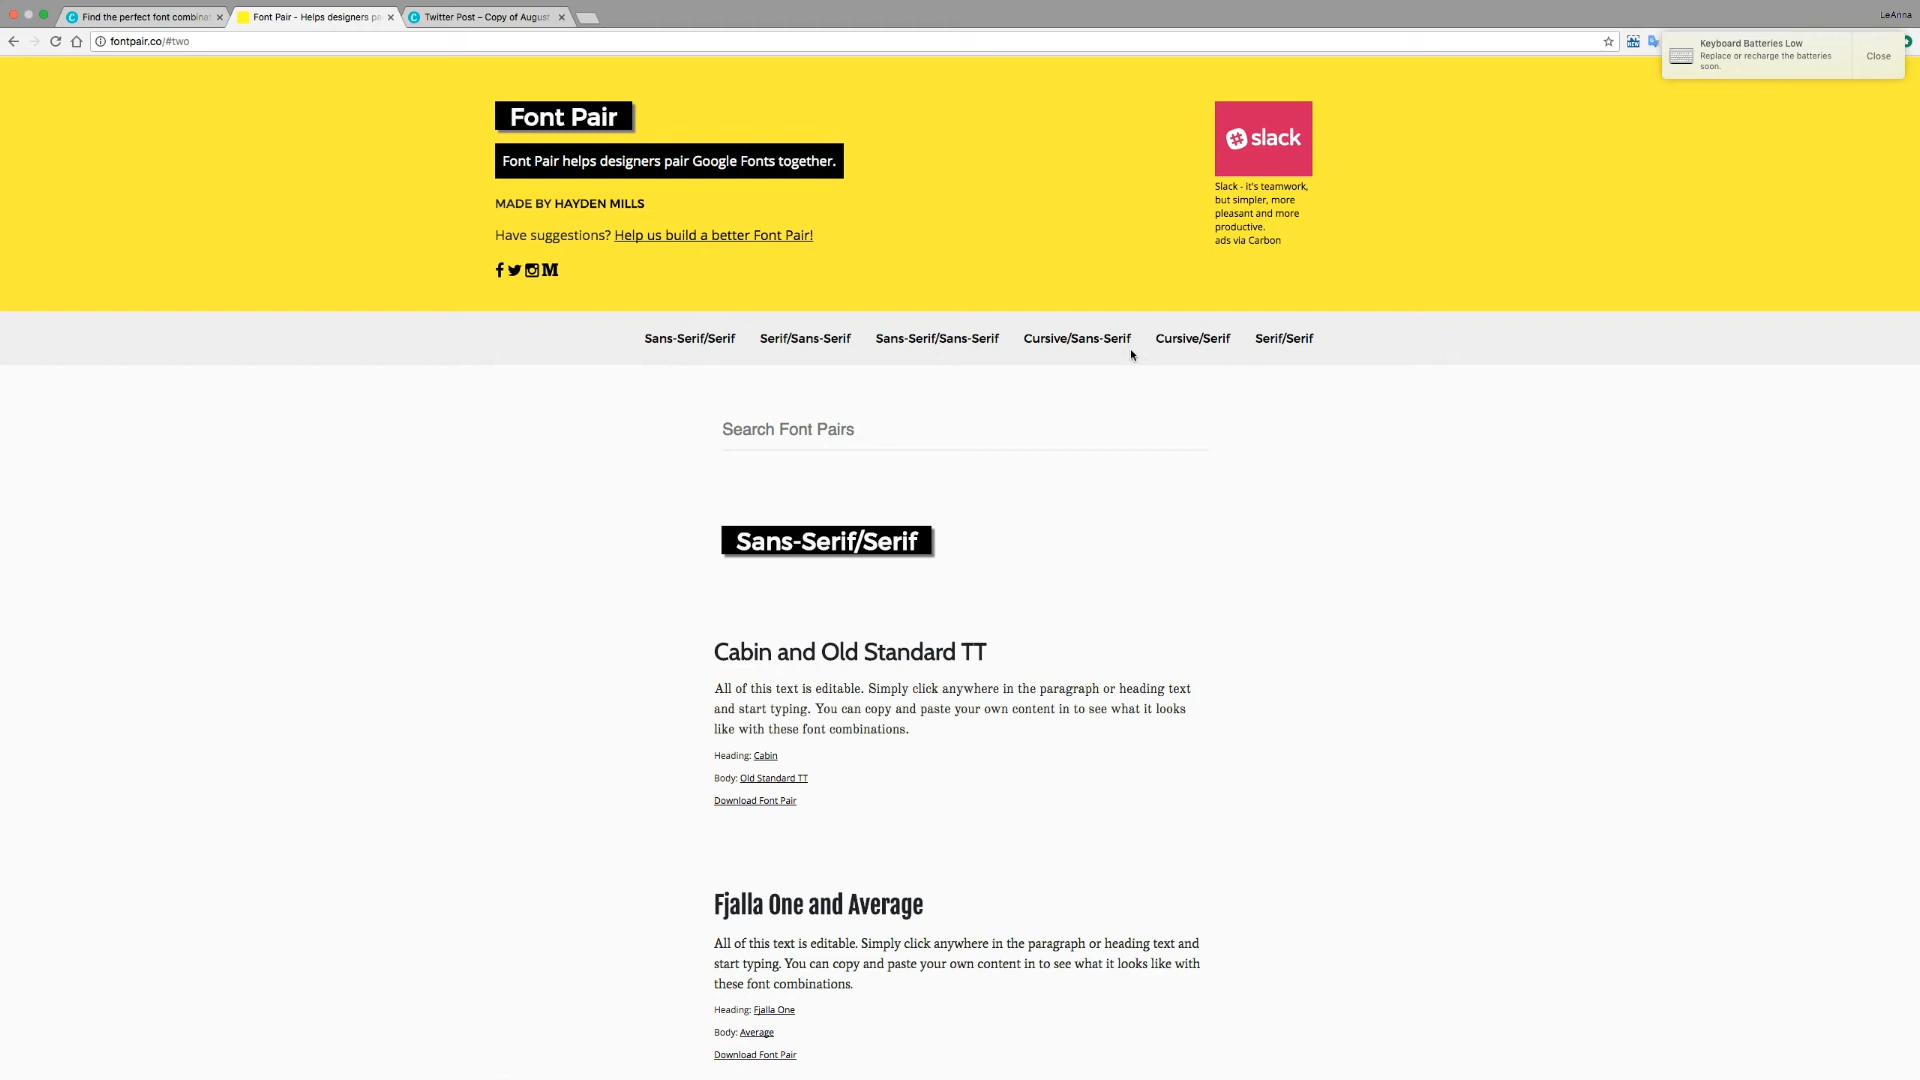 Find the perfect font combina
Font Pair - Helps designers pa
Twitter Post – Copy of August
LeAnna
fontpair.co/#two
Keyboard Batteries Low
Replace or recharge the batteries
soon.
Close
Font Pair
Font Pair helps designers pair Google Fonts together.
MADE BY HAYDEN MILLS
Have suggestions? Help us build a better Font Pair!
slack
Slack - it's teamwork,
but simpler, more
pleasant and more
productive.
ads via Carbon
Sans-Serif/Serif Serif/Sans-Serif Sans-Serif/Sans-Serif Cursive/Sans-Serif Cursive/Serif Serif/Serif
Search Font Pairs
Sans-Serif/Serif
Cabin and Old Standard TT
All of this text is editable. Simply click anywhere in the paragraph or heading text
and start typing. You can copy and paste your own content in to see what it looks
like with these font combinations.
Heading: Cabin
Body: Old Standard TT
Download Font Pair
Fjalla One and Average
All of this text is editable. Simply click anywhere in the paragraph or heading text and
start typing. You can copy and paste your own content in to see what it looks like with
these font combinations.
Heading: Fjalla One
Body: Average
Download Font Pair